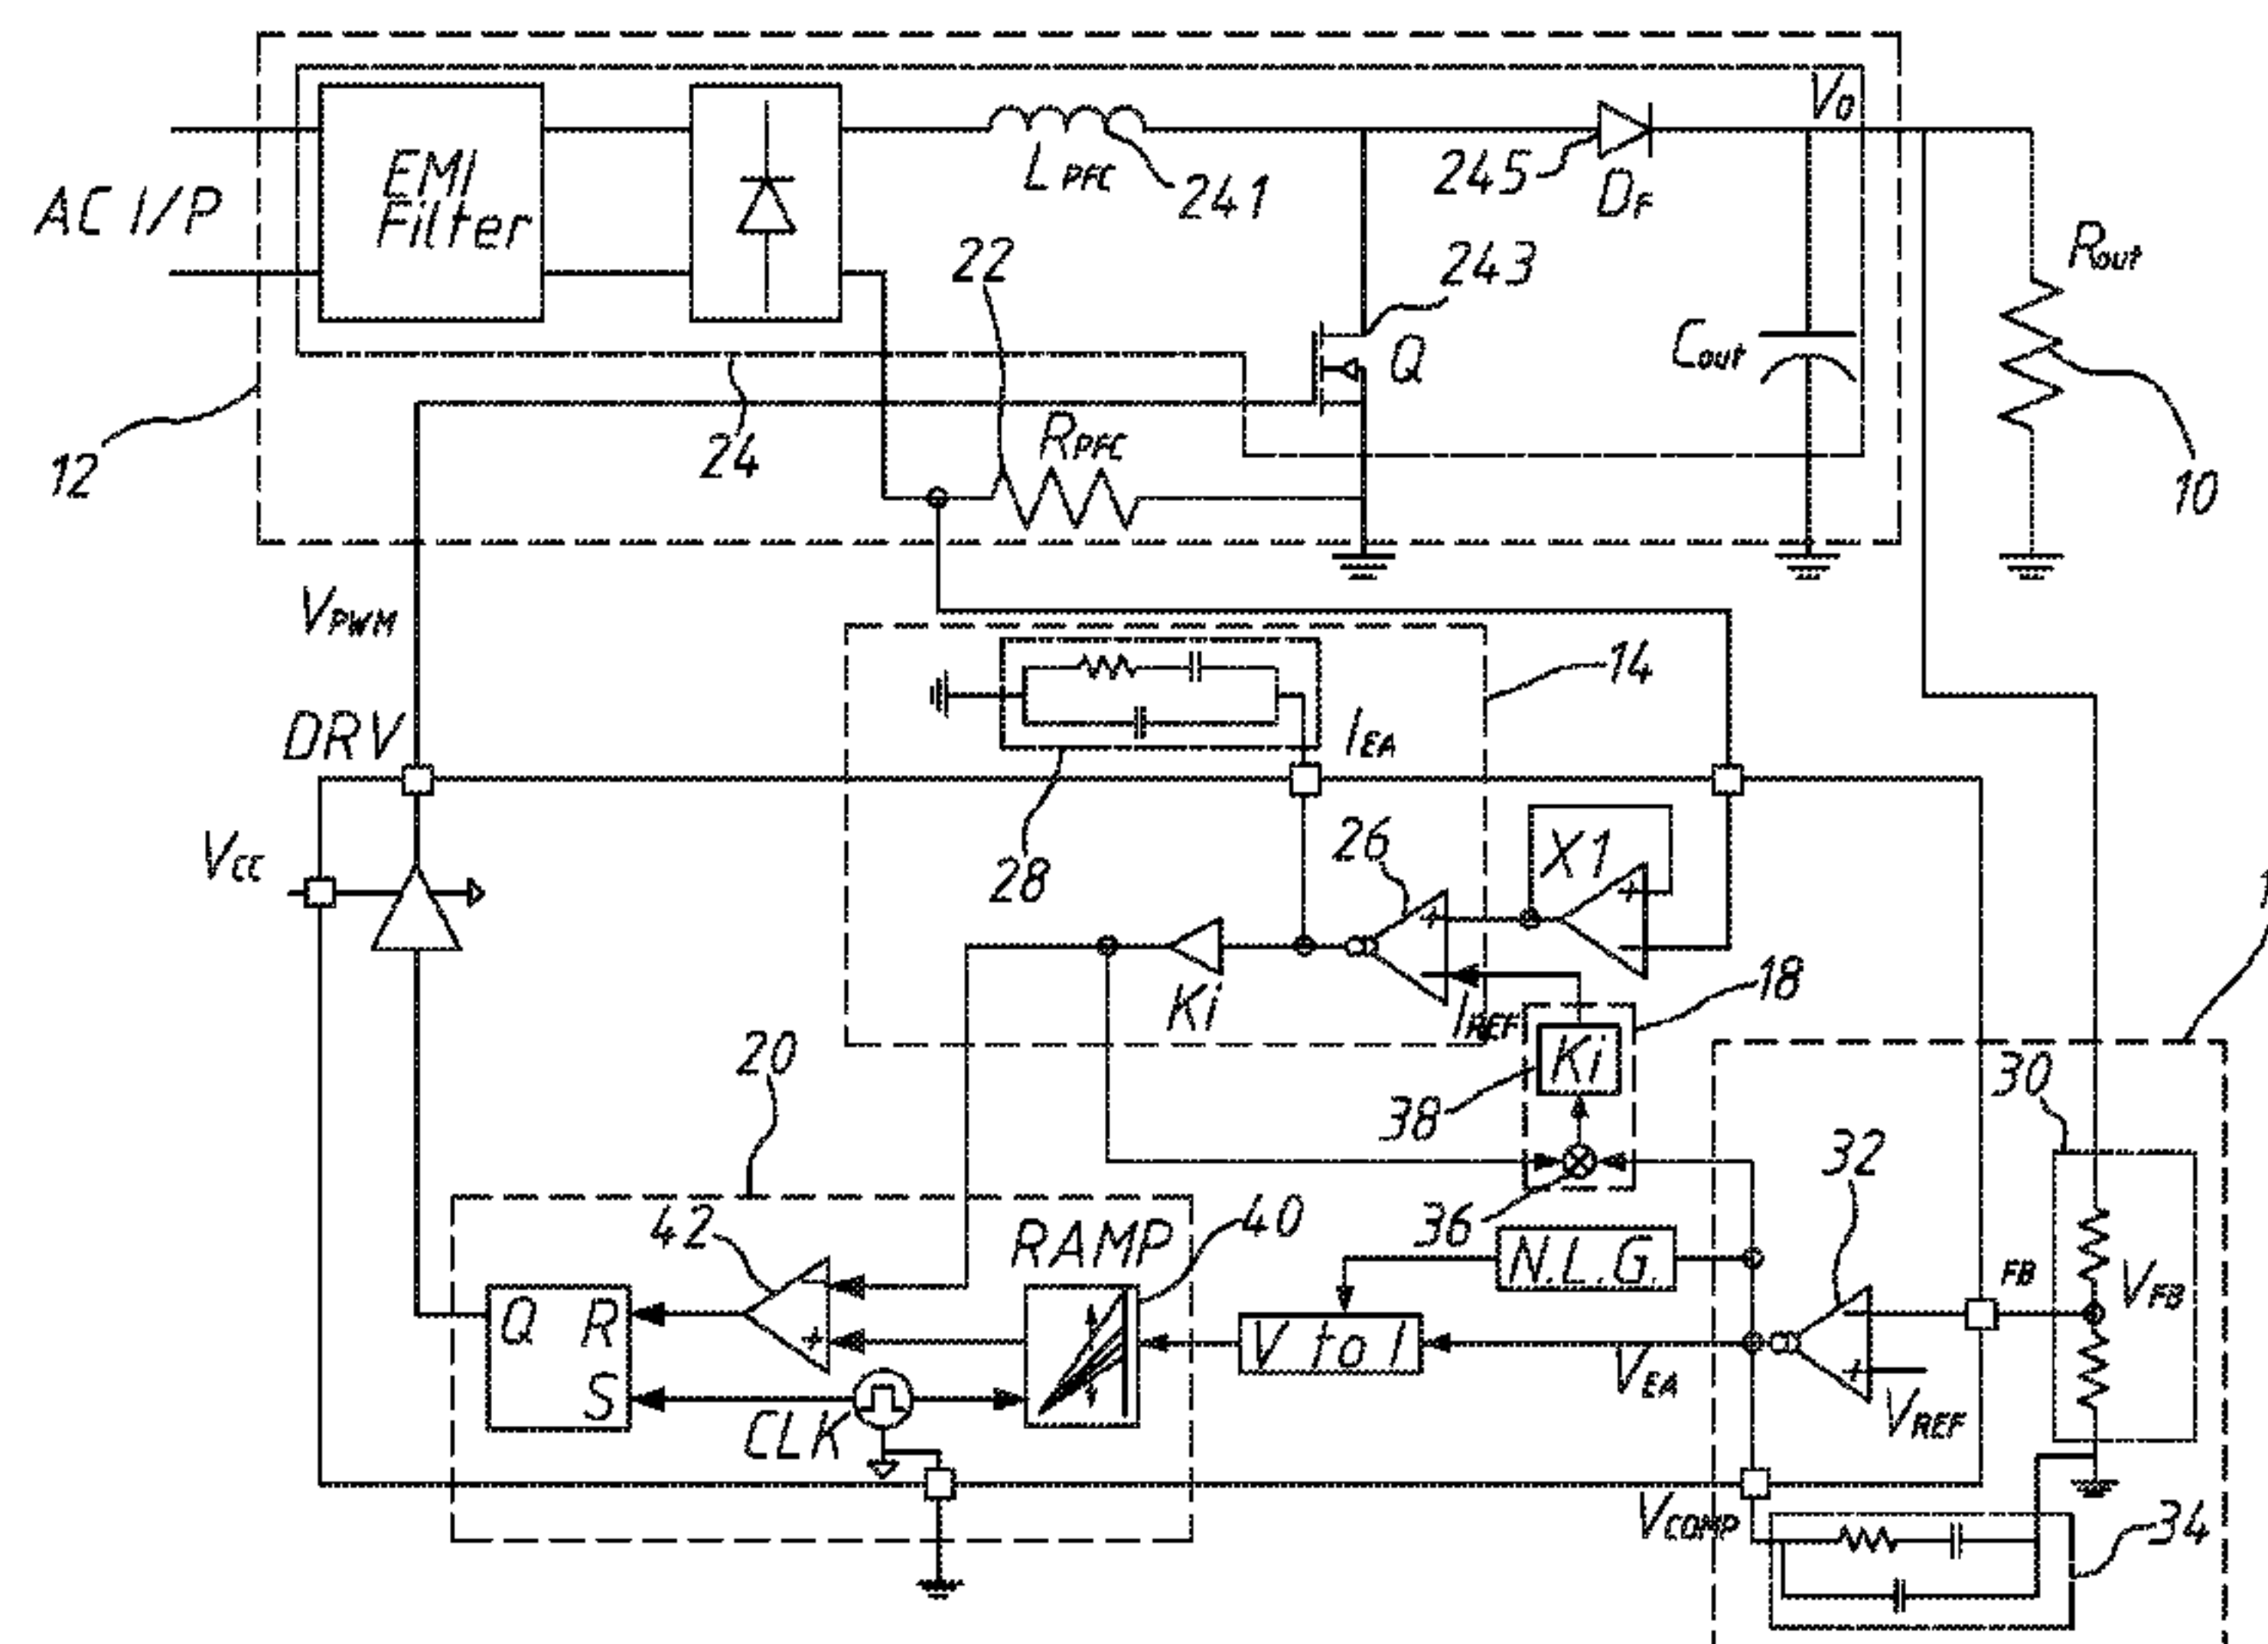 AC I/P
EMI
Filter
LPFC
241
245
DF
VO
Rout
22
243
Q
Cout
12
24
RPFC
10
VPWM
14
DRV
IEA
VCC
28
26
X1
Ki
IREF
18
20
Ki
38
30
36
32
42
RAMP
40
N.L.G.
FB
VFB
Q R
S
V to I
VEA
VREF
CLK
VCOMP
34